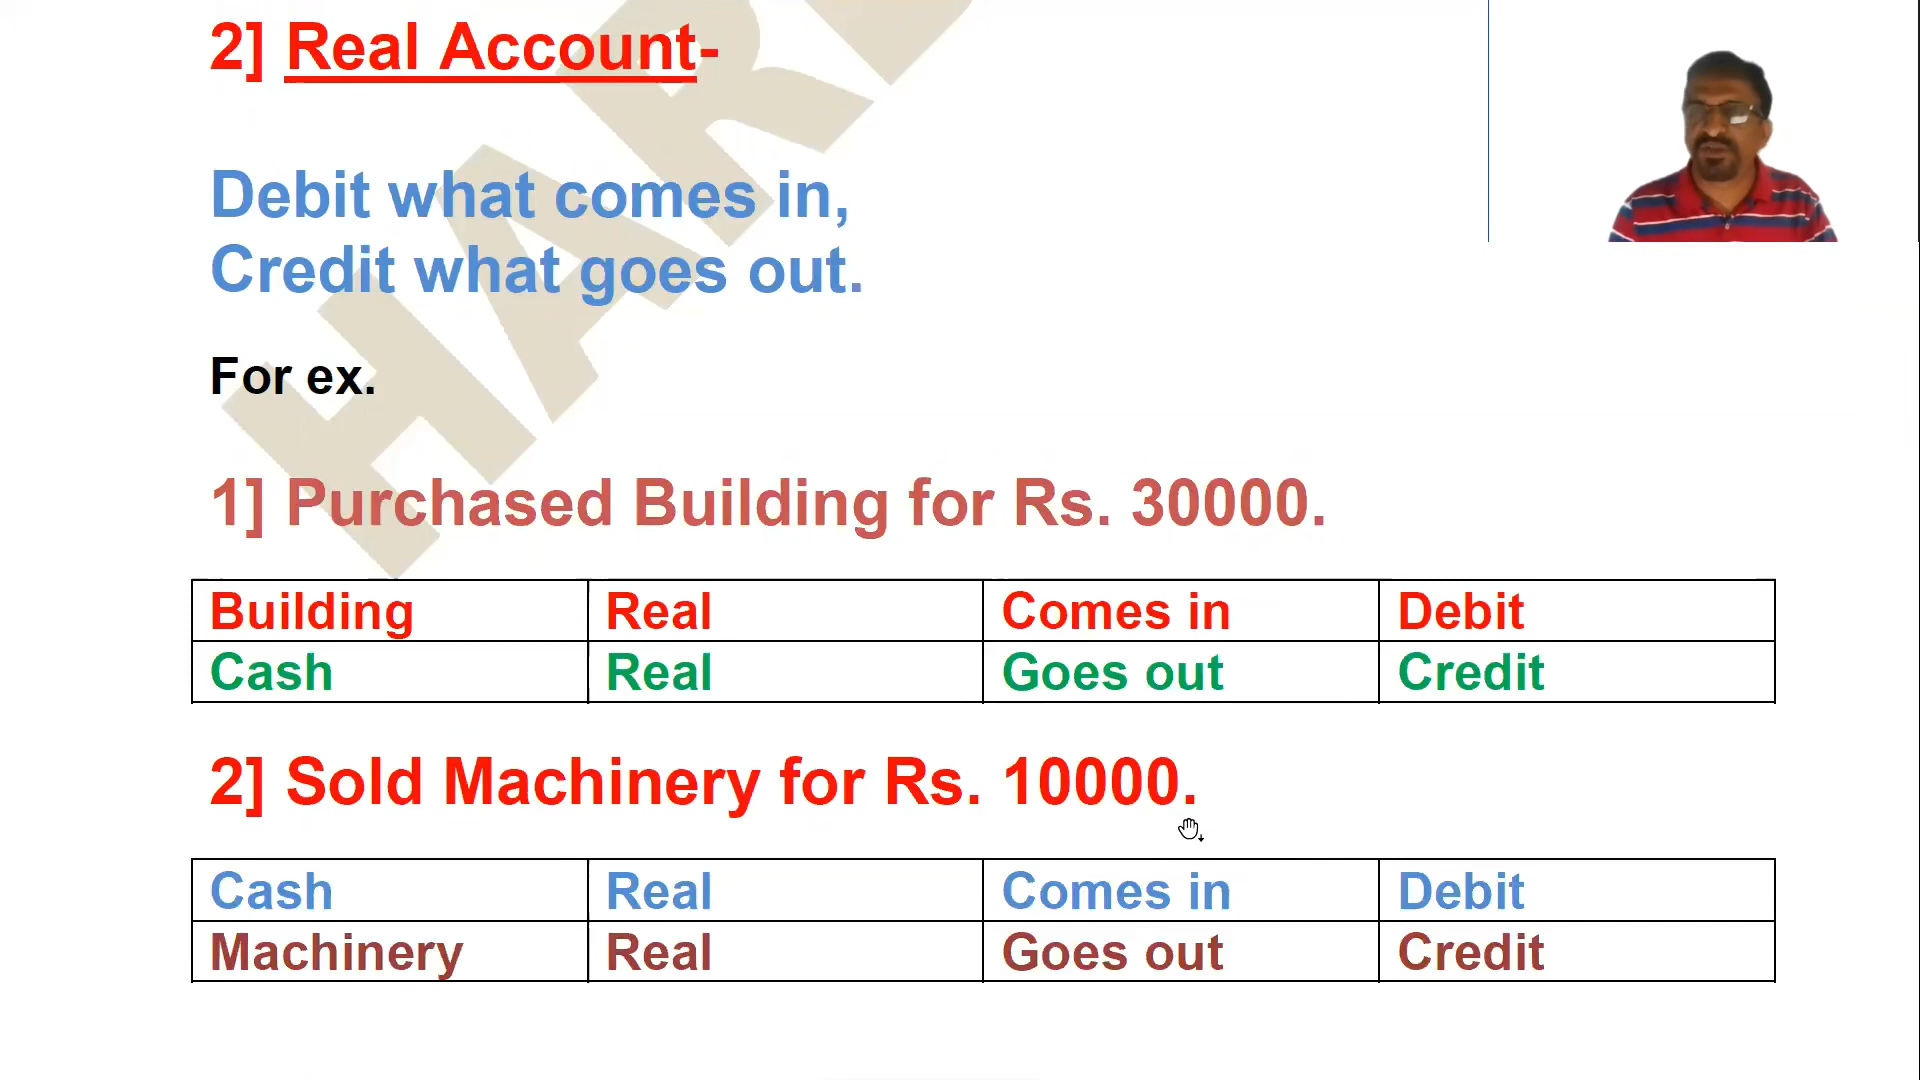 2] Real Account-
Debit what comes in,
Credit what goes out.
For ex.
1] Purchased Building for Rs. 30000.
Building Real Comes in Debit
Cash Real Goes out Credit
2] Sold Machinery for Rs. 10000.
Cash Real Comes in Debit
Machinery Real Goes out Credit